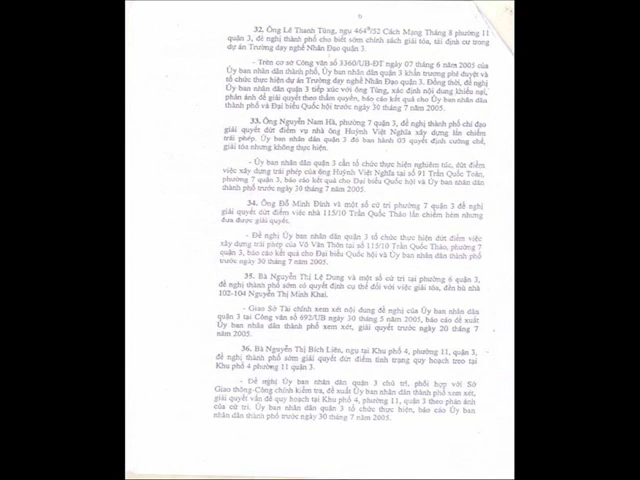 32. Ông Lê Thanh Tùng, ngụ 464⁹/52 Cách Mạng Tháng 8 phường 11
quận 3, đề nghị thành phố cho biết sớm chính sách giải tỏa, tái định cư trong
dự án Trường dạy nghề Nhân Đạo quận 3.
- Trên cơ sở Công văn số 3360/UB-ĐT ngày 07 tháng 6 năm 2005 của
Ủy ban nhân dân thành phố, Ủy ban nhân dân quận 3 khẩn trương phê duyệt và
tổ chức thực hiện dự án Trường dạy nghề Nhân Đạo quận 3. Đồng thời, đề nghị
Ủy ban nhân dân quận 3 tiếp xúc với ông Tùng, xác định nội dung khiếu nại,
phản ánh để giải quyết theo thẩm quyền, báo cáo kết quả cho Ủy ban nhân dân
thành phố và Đại biểu Quốc hội trước ngày 30 tháng 7 năm 2005.
33. Ông Nguyễn Nam Hà, phường 7 quận 3, đề nghị thành phố chỉ đạo
giải quyết dứt điểm vụ nhà ông Huỳnh Việt Nghĩa xây dựng lấn chiếm
trái phép. Ủy ban nhân dân quận 3 đã ban hành 03 quyết định cưỡng chế,
giải tỏa nhưng không thực hiện.
- Ủy ban nhân dân quận 3 cần tổ chức thực hiện nghiêm túc, dứt điểm
việc xây dựng trái phép của ông Huỳnh Việt Nghĩa tại số 91 Trần Quốc Toản,
phường 7 quận 3, báo cáo kết quả cho Đại biểu Quốc hội và Ủy ban nhân dân
thành phố trước ngày 30 tháng 7 năm 2005.
34. Ông Đỗ Minh Đính và một số cử tri phường 7 quận 3 đề nghị
giải quyết dứt điểm việc nhà 115/10 Trần Quốc Thảo lấn chiếm hẻm nhưng
chưa được giải quyết.
- Đề nghị Ủy ban nhân dân quận 3 tổ chức thực hiện dứt điểm việc
xây dựng trái phép của Võ Văn Thôn tại số 115/10 Trần Quốc Thảo, phường 7
quận 3, báo cáo kết quả cho Đại biểu Quốc hội và Ủy ban nhân dân thành phố
trước ngày 30 tháng 7 năm 2005.
35. Bà Nguyễn Thị Lệ Dung và một số cử tri tại phường 6 quận 3,
đề nghị thành phố sớm có quyết định cụ thể đối với việc giải tỏa, đền bù nhà
102-104 Nguyễn Thị Minh Khai.
- Giao Sở Tài chính xem xét nội dung đề nghị của Ủy ban nhân dân
quận 3 tại Công văn số 692/UB ngày 30 tháng 5 năm 2005, báo cáo đề xuất
Ủy ban nhân dân thành phố xem xét, giải quyết trước ngày 20 tháng 7
năm 2005.
36. Bà Nguyễn Thị Bích Liên, ngụ tại Khu phố 4, phường 11, quận 3,
đề nghị thành phố sớm giải quyết dứt điểm tình trạng quy hoạch treo tại
Khu phố 4 phường 11 quận 3.
- Đề nghị Ủy ban nhân dân quận 3 chủ trì, phối hợp với Sở
Giao thông-Công chính kiểm tra, đề xuất Ủy ban nhân dân thành phố xem xét,
giải quyết vấn đề quy hoạch tại Khu phố 4, phường 11, quận 3 theo phản ánh
của cử tri. Ủy ban nhân dân quận 3 tổ chức thực hiện, báo cáo Ủy ban
nhân dân thành phố trước ngày 30 tháng 7 năm 2005.